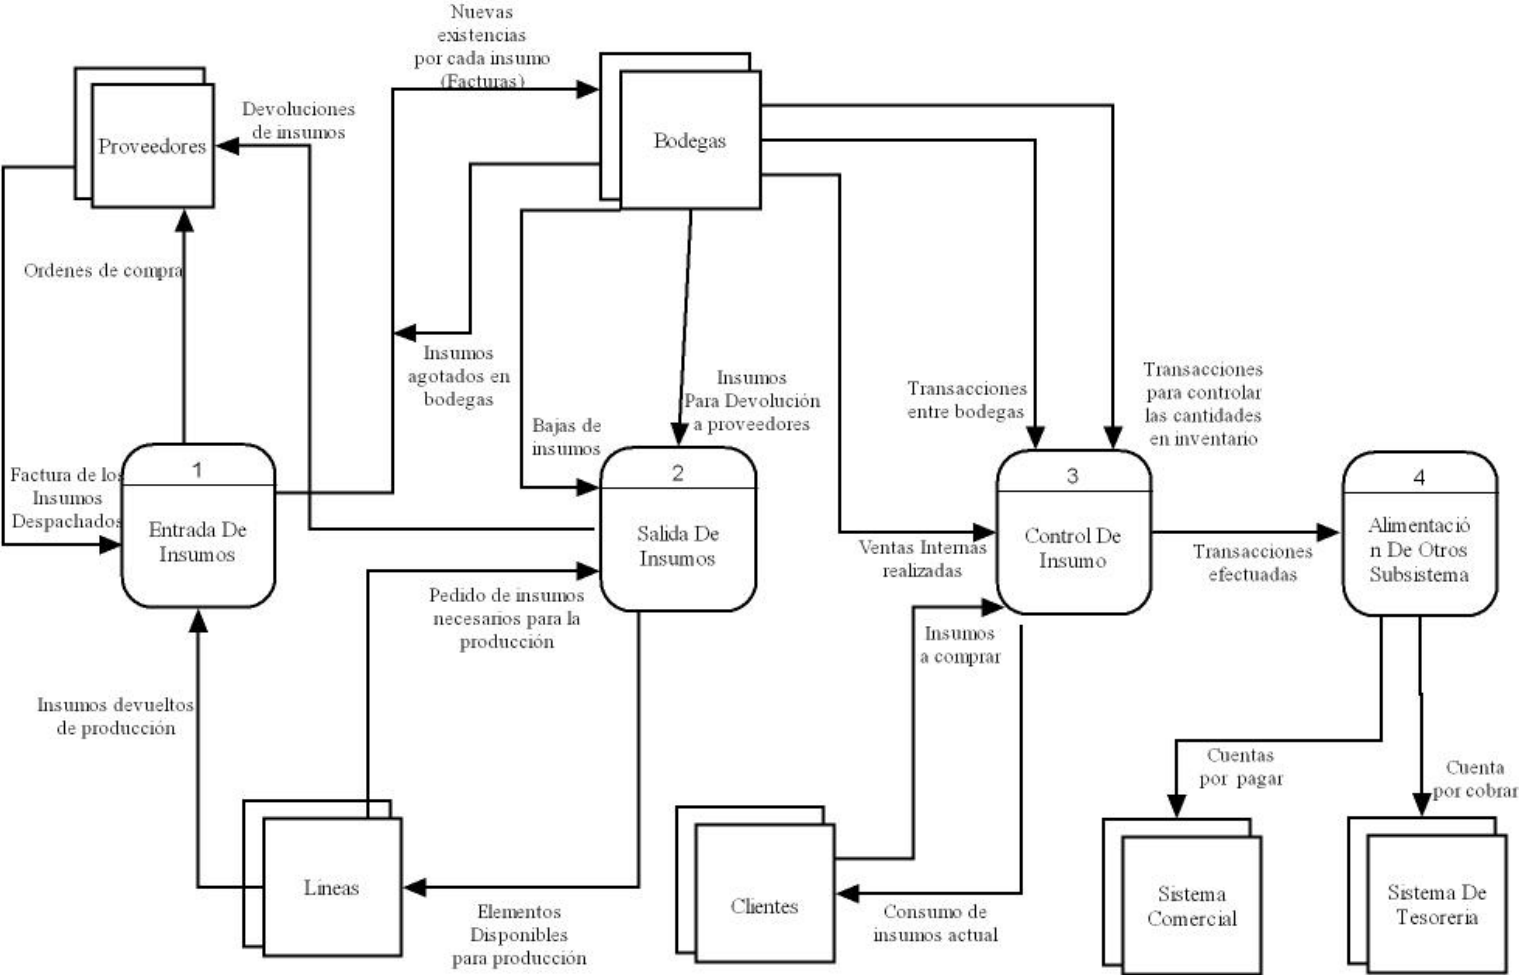 Nuevas
existencias
por cada insumo
(Facturas)
Devoluciones
de insumos
Proveedores
Bodegas
Ordenes de compra
Insumos
agotados en
bodegas
Insumos
Para Devolución
a proveedores
Bajas de
insumos
Transacciones
entre bodegas
Transacciones
para controlar
las cantidades
en inventario
Factura de los
Insumos
Despachados
1
Entrada De
Insumos
2
Salida De
Insumos
3
Control De
Insumo
4
Alimentació
n De Otros
Subsistema
Ventas Internas
realizadas
Transacciones
efectuadas
Pedido de insumos
necesarios para la
producción
Insumos
a comprar
Insumos devueltos
de producción
Cuentas
por pagar
Cuenta
por cobrar
Líneas
Elementos
Disponibles
para producción
Clientes
Consumo de
insumos actual
Sistema
Comercial
Sistema De
Tesoreria